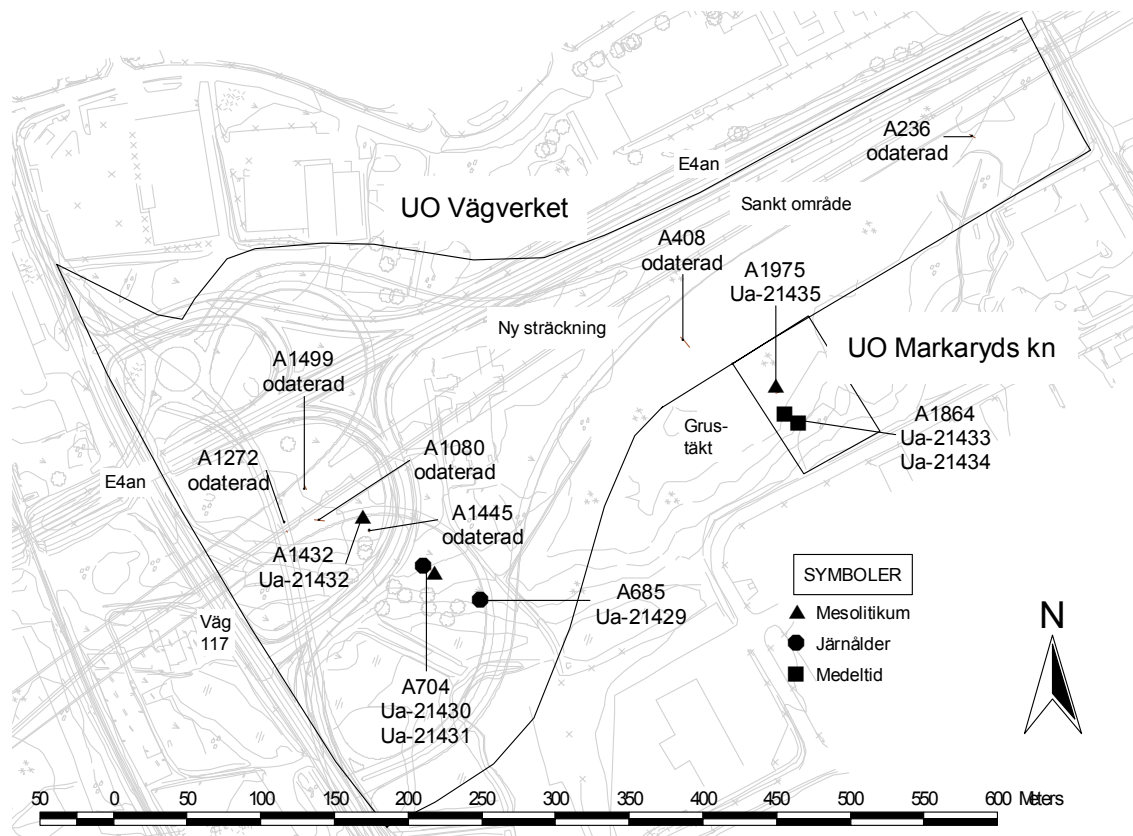 A236
odaterad
E4an
UO Vägverket
Sankt område
A408
odaterad
A1975
Ua-21435
Ny sträckning
UO Markaryds kn
A1499
odaterad
Grus-
täkt
A1864
Ua-21433
Ua-21434
A1080
odaterad
A1272
odaterad
E4an
A1445
odaterad
A1432
Ua-21432
SYMBOLER
A685
Ua-21429
Mesolitikum
N
Väg
117
Järnålder
Medeltid
A704
Ua-21430
Ua-21431
50 0 50 100 150 200 250 300 350 400 450 500 550 600 Meters